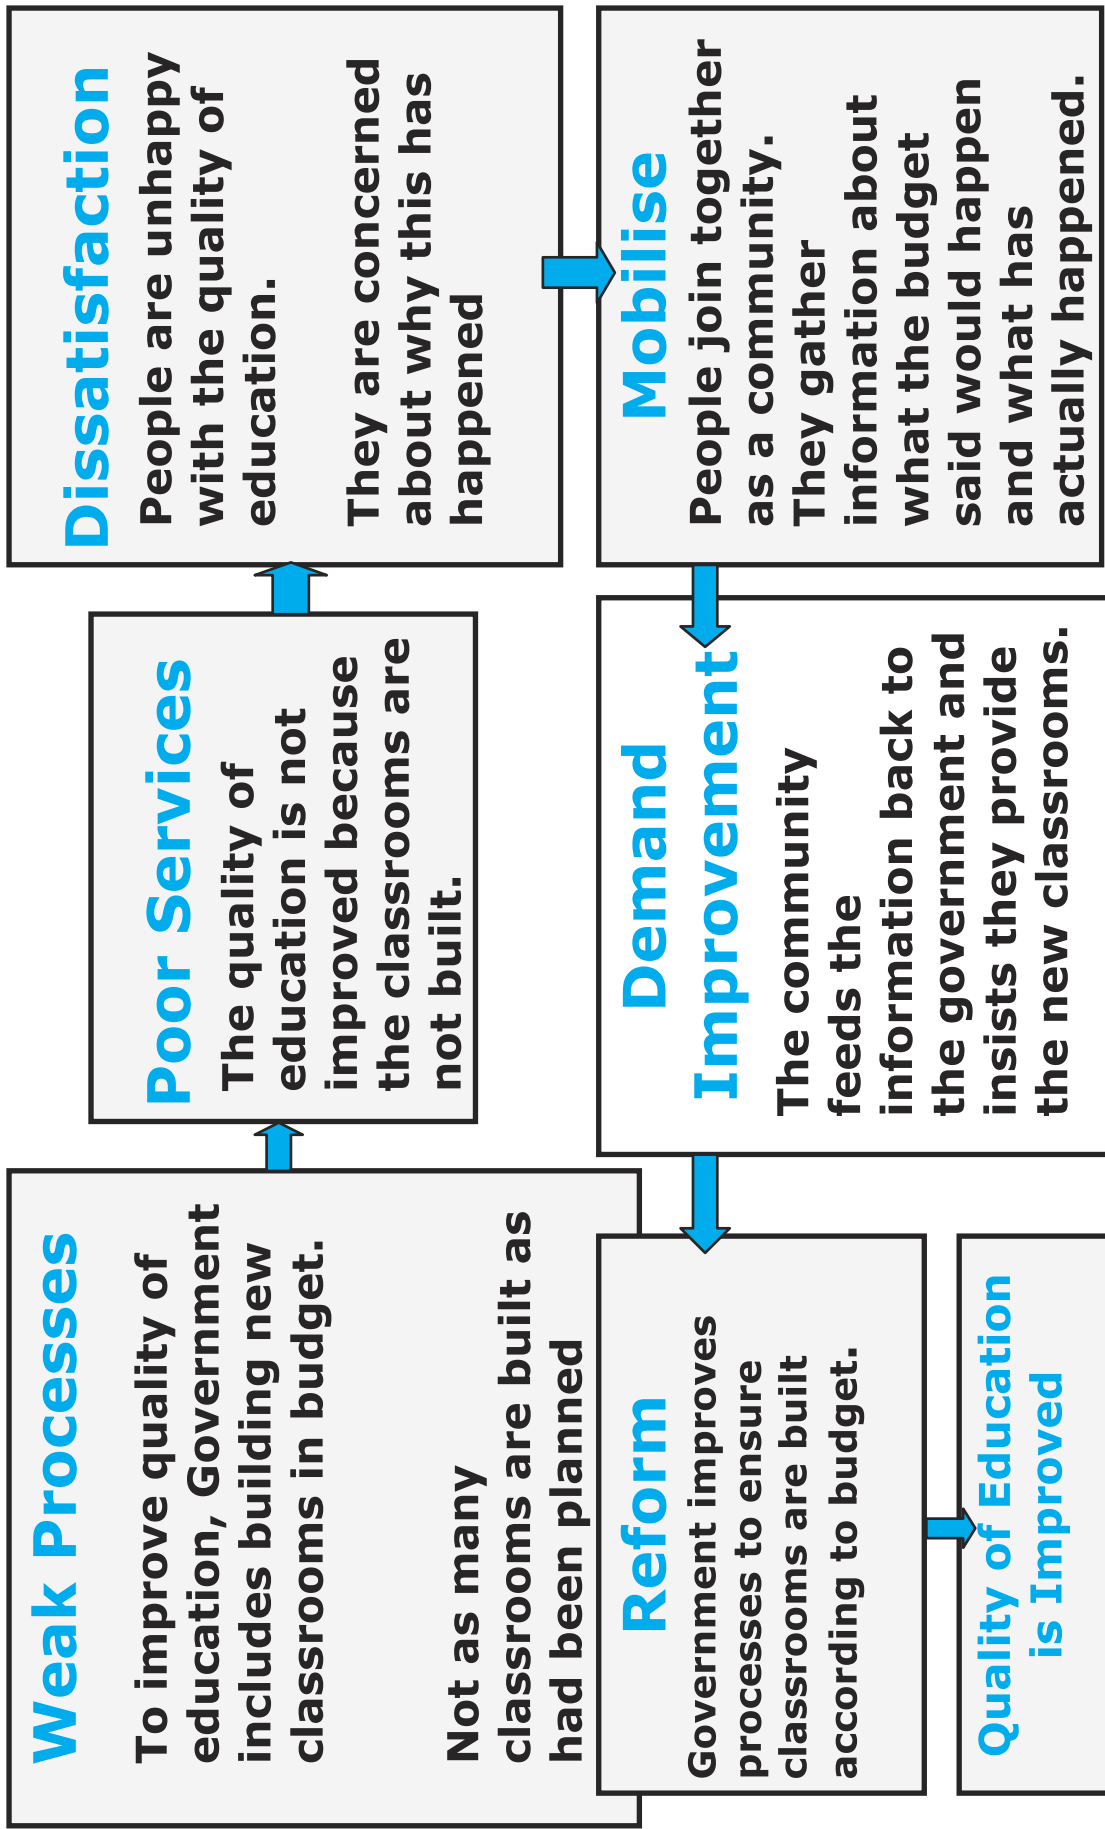 Weak Processes
To improve quality of
education, Government
includes building new
classrooms in budget.
Not as many
classrooms are built as
had been planned
Poor Services
The quality of
education is not
improved because
the classrooms are
not built.
Dissatisfaction
People are unhappy
with the quality of
education.
They are concerned
about why this has
happened
Mobilise
People join together
as a community.
They gather
information about
what the budget
said would happen
and what has
actually happened.
Demand
Improvement
The community
feeds the
information back to
the government and
insists they provide
the new classrooms.
Reform
Government improves
processes to ensure
classrooms are built
according to budget.
Quality of Education
is Improved